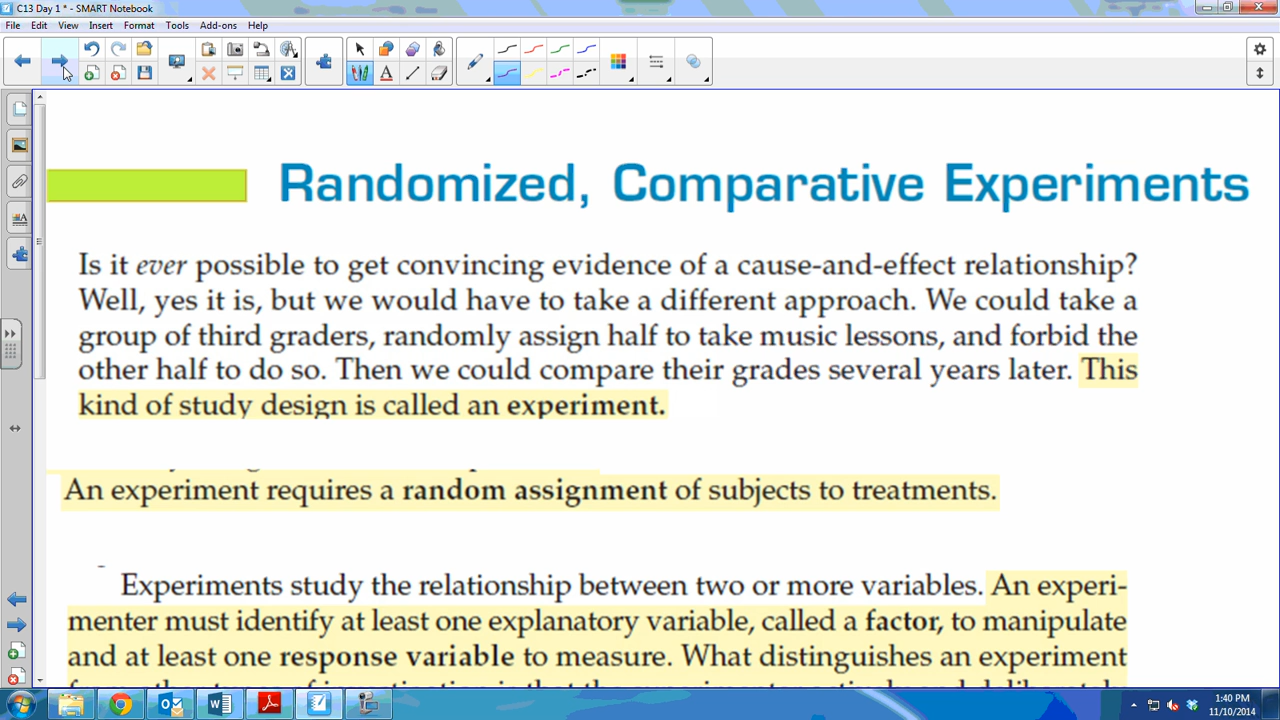 C13 Day 1 * - SMART Notebook
File Edit View Insert Format Tools Add-ons Help
Randomized, Comparative Experiments
Is it ever possible to get convincing evidence of a cause-and-effect relationship?
Well, yes it is, but we would have to take a different approach. We could take a
group of third graders, randomly assign half to take music lessons, and forbid the
other half to do so. Then we could compare their grades several years later. This
kind of study design is called an experiment.
An experiment requires a random assignment of subjects to treatments.
Experiments study the relationship between two or more variables. An experi-
menter must identify at least one explanatory variable, called a factor, to manipulate
and at least one response variable to measure. What distinguishes an experiment
1:40 PM
11/10/2014